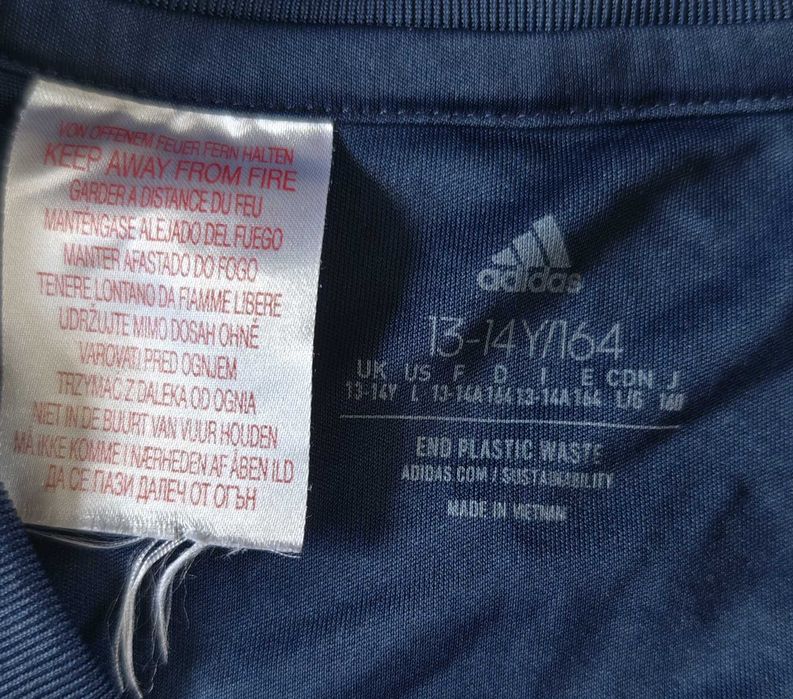 VON OFFENEM FEUER FERN HALTEN
KEEP AWAY FROM FIRE
GARDER A DISTANCE DU FEU
MANTENGASE ALEJADO DEL FUEGO
MANTER AFASTADO DO FOGO
TENERE LONTANO DA FIAMME LIBERE
UDRŽUJTE MIMO DOSAH OHNĚ
VAROVATI PRED OGNJEM
TRZYMAĆ Z DALEKA OD OGNIA
NIET IN DE BUURT VAN VUUR HOUDEN
MA IKKE KOMME I NÆRHEDEN AF ÅBEN ILD
ДА СЕ ПАЗИ ДАЛЕЧ ОТ ОГЪН
adidas
13-14Y/164
UK US F D I E CDN J
13-14Y L 13-14A 164 13-14A 164 L/G 160
END PLASTIC WASTE
ADIDAS.COM / SUSTAINABILITY
MADE IN VIETNAM